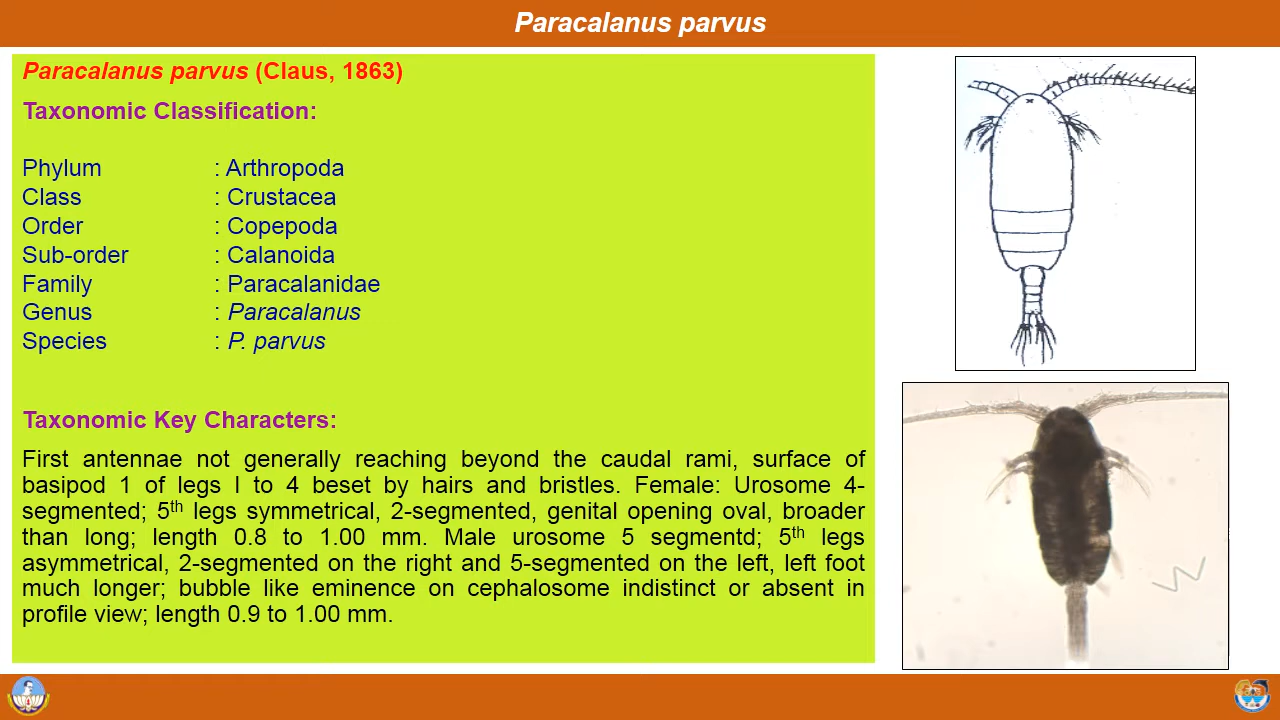 Paracalanus parvus
Paracalanus parvus (Claus, 1863)
Taxonomic Classification:
Phylum : Arthropoda
Class : Crustacea
Order : Copepoda
Sub-order : Calanoida
Family : Paracalanidae
Genus : Paracalanus
Species : P. parvus
Taxonomic Key Characters:
First antennae not generally reaching beyond the caudal rami, surface of
basipod 1 of legs I to 4 beset by hairs and bristles. Female: Urosome 4-
segmented; 5th legs symmetrical, 2-segmented, genital opening oval, broader
than long; length 0.8 to 1.00 mm. Male urosome 5 segmentd; 5th legs
asymmetrical, 2-segmented on the right and 5-segmented on the left, left foot
much longer; bubble like eminence on cephalosome indistinct or absent in
profile view; length 0.9 to 1.00 mm.